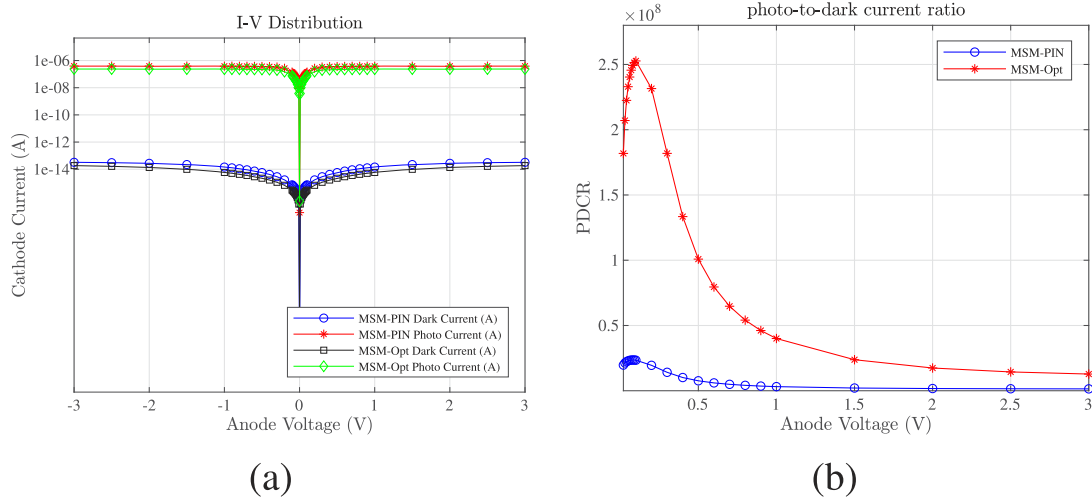 I-V Distribution
Cathode Current (A)
1e-06
1e-08
1e-10
1e-12
1e-14
MSM-PIN Dark Current (A)
MSM-PIN Photo Current (A)
MSM-Opt Dark Current (A)
MSM-Opt Photo Current (A)
-3 -2 -1 0 1 2 3
Anode Voltage (V)
(a)
photo-to-dark current ratio
×10⁸
PDCR
2.5
2
1.5
1
0.5
MSM-PIN
MSM-Opt
0.5 1 1.5 2 2.5 3
Anode Voltage (V)
(b)